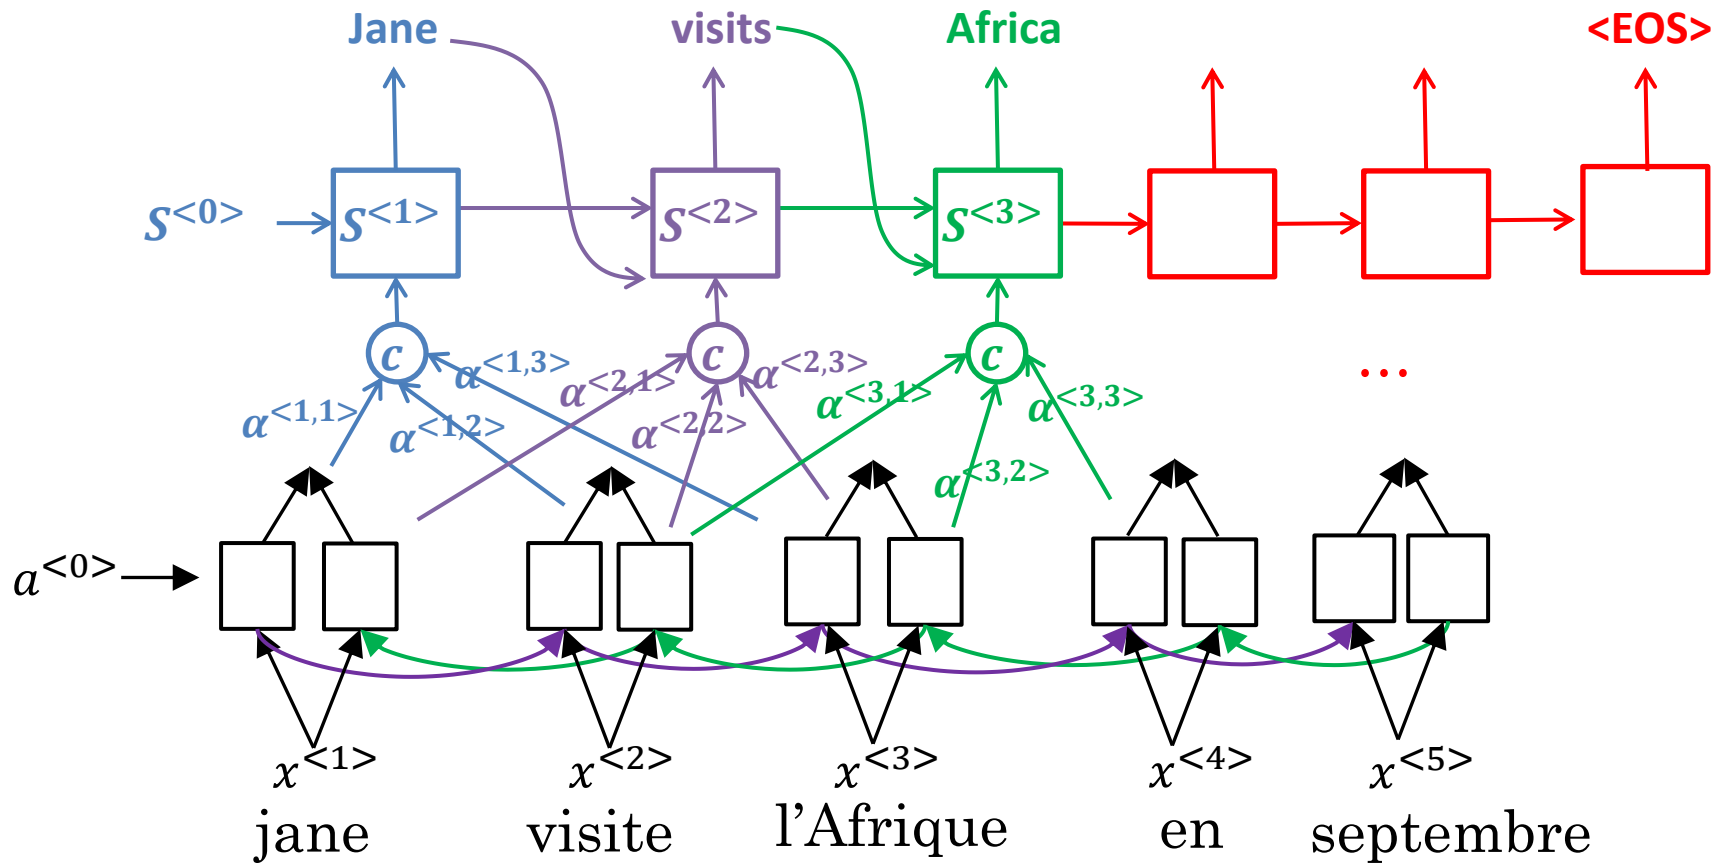 Jane visits Africa <EOS>
S<0> S<1> S<2> S<3>
c c c
α<1,3> α<2,1> α<2,3> α<3,1> α<3,3> ...
α<1,1> α<1,2> α<2,2>
α<3,2>
a<0>
x<1> x<2> x<3> x<4> x<5>
jane visite l’Afrique en septembre